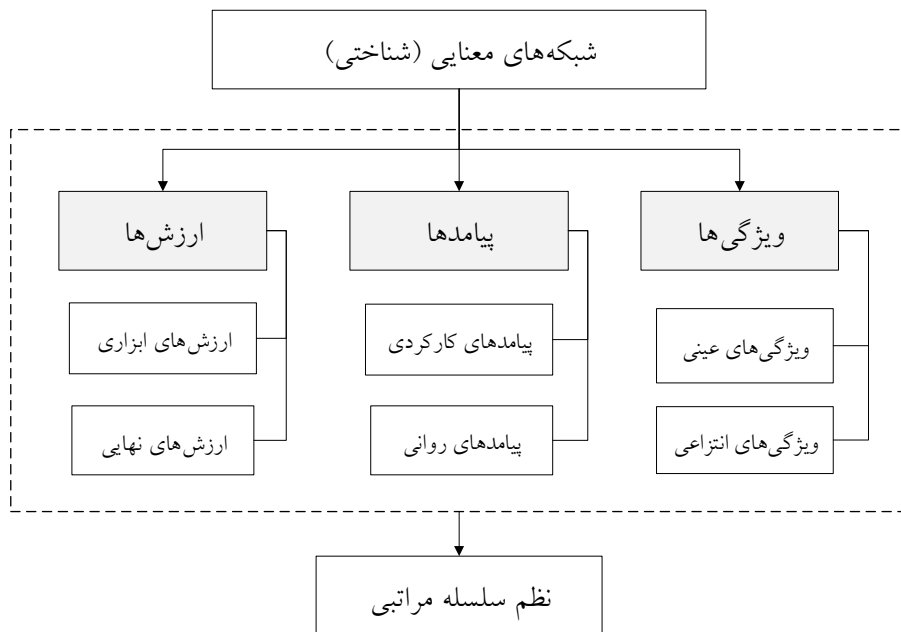 شبکه‌های معنایی (شناختی)
ویژگی‌ها
پیامدها
ارزش‌ها
ویژگی‌های عینی
پیامدهای کارکردی
ارزش‌های ابزاری
ویژگی‌های انتزاعی
پیامدهای روانی
ارزش‌های نهایی
نظم سلسله مراتبی